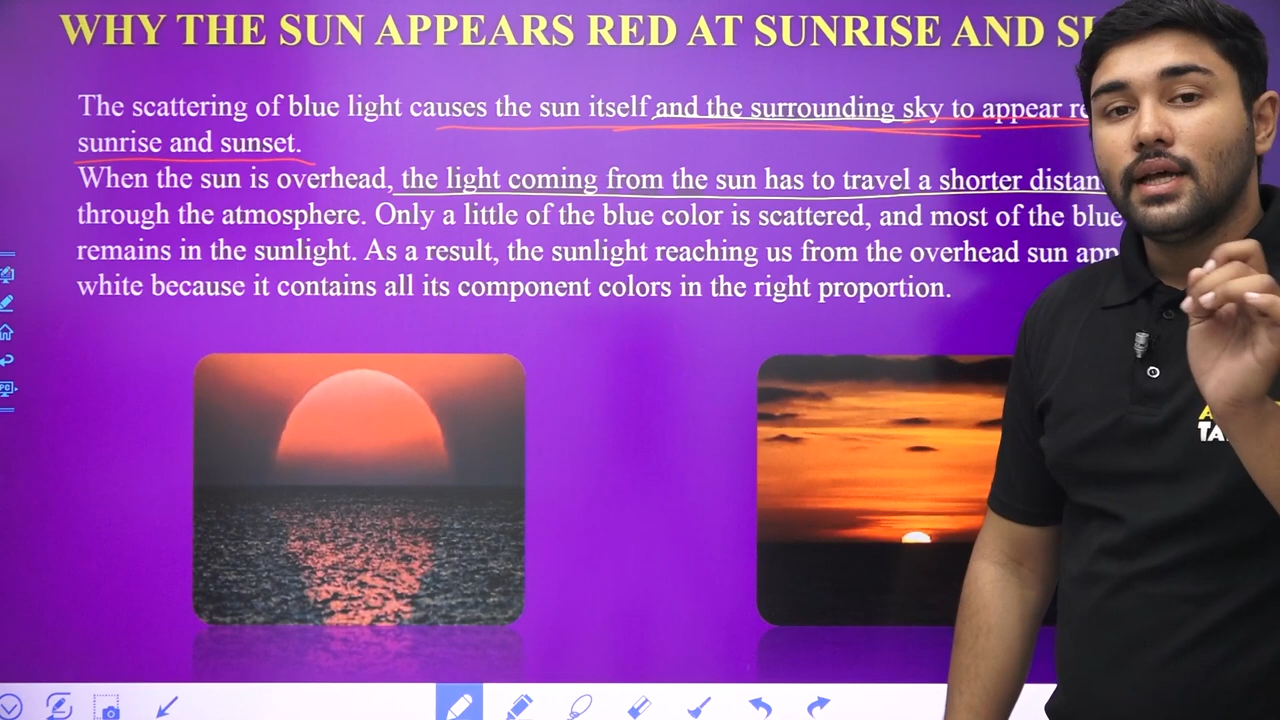 WHY THE SUN APPEARS RED AT SUNRISE AND
The scattering of blue light causes the sun itself and the surrounding sky to appear
sunrise and sunset.
When the sun is overhead, the light coming from the sun has to travel a shorter
through the atmosphere. Only a little of the blue color is scattered, and most of the blue
remains in the sunlight. As a result, the sunlight reaching us from the overhead sun
white because it contains all its component colors in the right proportion.